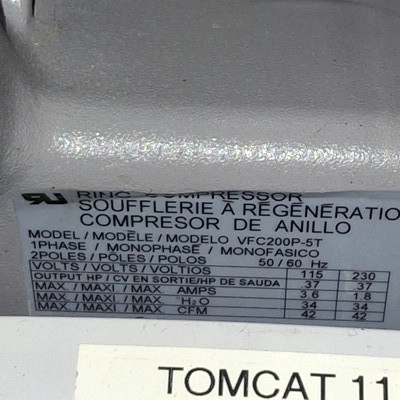 RING COMPRESSOR
SOUFFLERIE À RÉGÉNÉRATIO
COMPRESOR DE ANILLO
MODEL / MODÈLE / MODELO VFC200P-5T
1PHASE / MONOPHASÉ / MONOFASICO
2POLES / PÔLES / POLOS 50 / 60 Hz
VOLTS / VOLTS / VOLTIOS 115 230
OUTPUT HP / CV EN SORTIE/HP DE SAUDA 37 37
MAX. / MAXI. / MAX. AMPS 3.6 1.8
MAX. / MAXI. / MAX. "H2O 34 34
MAX. / MAXI. / MAX. CFM 42 42
TOMCAT 11